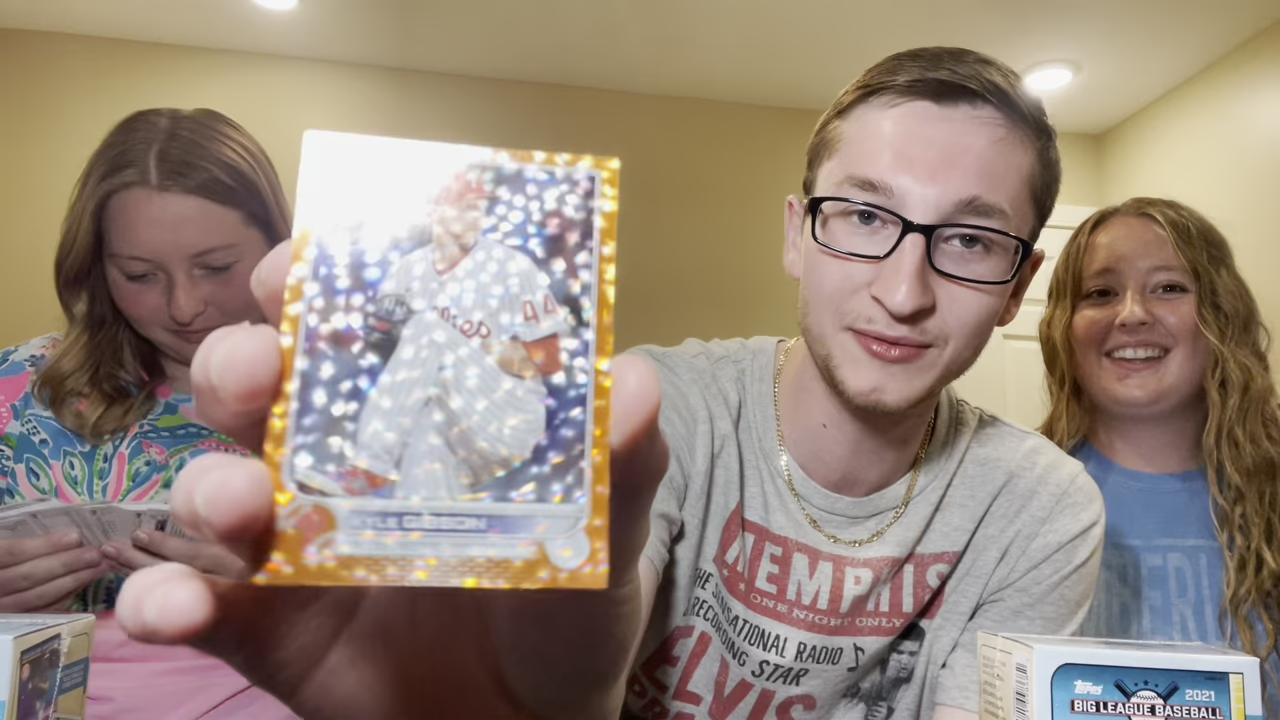 44
KYLE GIBSON
MEMPHIS
ONE NIGHT ONLY
THE SENSATIONAL RADIO
RECORDING STAR
ELVIS
Topps
2021
BIG LEAGUE BASEBALL